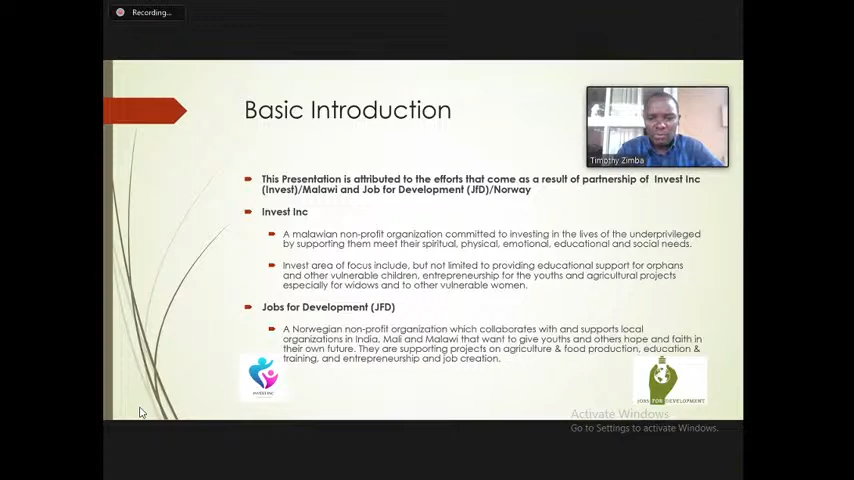 Recording...
Basic Introduction
Timothy Zimba
This Presentation is attributed to the efforts that come as a result of partnership of Invest Inc
(Invest)/Malawi and Job for Development (JfD)/Norway
Invest Inc
A malawian non-profit organization committed to investing in the lives of the underprivileged
by supporting them meet their spiritual, physical, emotional, educational and social needs.
Invest area of focus include, but not limited to providing educational support for orphans
and other vulnerable children, entrepreneurship for the youths and agricultural projects
especially for widows and to other vulnerable women.
Jobs for Development (JFD)
A Norwegian non-profit organization which collaborates with and supports local
organizations in India, Mali and Malawi that want to give youths and others hope and faith in
their own future. They are supporting projects on agriculture & food production, education &
training, and entrepreneurship and job creation.
INVEST INC
JOBS FOR DEVELOPMENT
Activate Windows
Go to Settings to activate Windows.